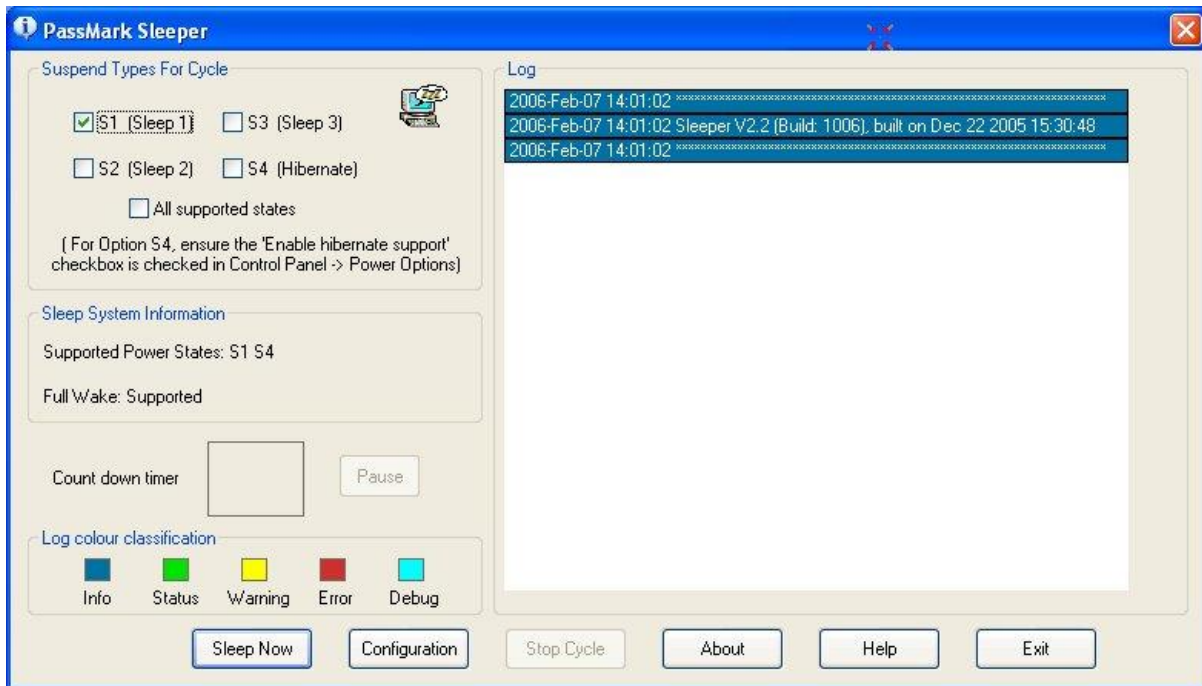 PassMark Sleeper
Suspend Types For Cycle
S1 (Sleep 1)
S3 (Sleep 3)
S2 (Sleep 2)
S4 (Hibernate)
All supported states
( For Option S4, ensure the 'Enable hibernate support'
checkbox is checked in Control Panel -> Power Options)
Sleep System Information
Supported Power States: S1 S4
Full Wake: Supported
Count down timer
Pause
Log colour classification
Info
Status
Warning
Error
Debug
Log
2006-Feb-07 14:01:02 **********************************************************************
2006-Feb-07 14:01:02 Sleeper V2.2 (Build: 1006), built on Dec 22 2005 15:30:48
2006-Feb-07 14:01:02 **********************************************************************
Sleep Now
Configuration
Stop Cycle
About
Help
Exit